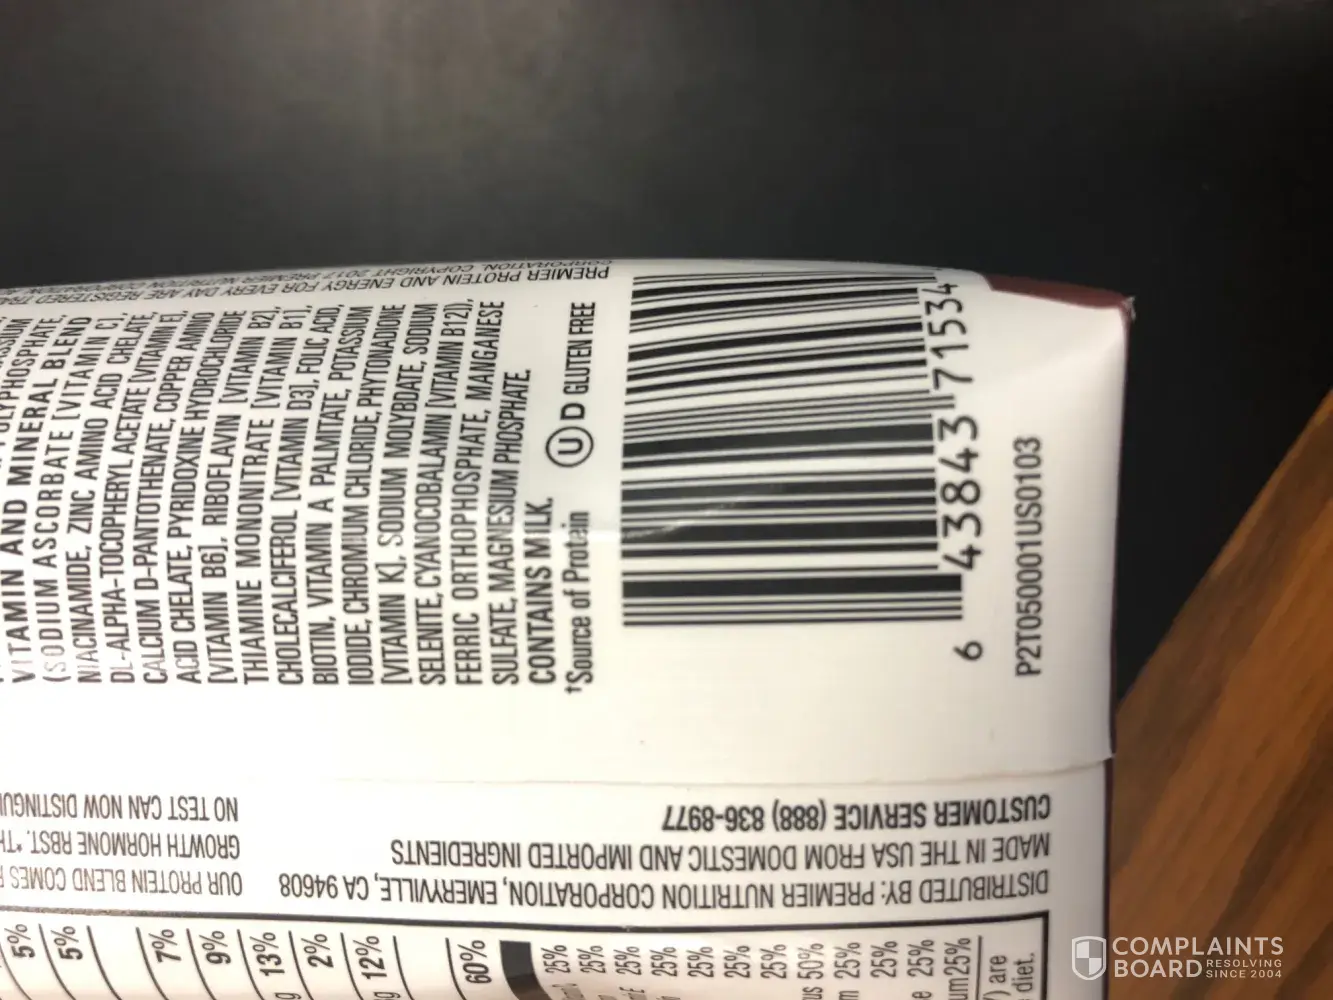 VITAMIN AND MINERAL BLEND
(SODIUM ASCORBATE [VITAMIN C],
NIACINAMIDE, ZINC AMINO ACID CHELATE,
DL-ALPHA-TOCOPHERYL ACETATE [VITAMIN E],
CALCIUM D-PANTOTHENATE, COPPER AMINO
ACID CHELATE, PYRIDOXINE HYDROCHLORIDE
[VITAMIN B6], RIBOFLAVIN [VITAMIN B2],
THIAMINE MONONITRATE [VITAMIN B1],
CHOLECALCIFEROL [VITAMIN D3], FOLIC ACID,
BIOTIN, VITAMIN A PALMITATE, POTASSIUM
IODIDE, CHROMIUM CHLORIDE, PHYTONADIONE
[VITAMIN K], SODIUM MOLYBDATE, SODIUM
SELENITE, CYANOCOBALAMIN [VITAMIN B12]),
FERRIC ORTHOPHOSPHATE, MANGANESE
SULFATE, MAGNESIUM PHOSPHATE.
CONTAINS MILK.
†Source of Protein
U D GLUTEN FREE
6 43843 71534
P2T050001US0103
PREMIER PROTEIN AND ENERGY FOR EVERY DAY ARE REGISTERED
CORPORATION. COPYRIGHT 2017 PREMIER NUTRITION CORPORATION
OUR PROTEIN BLEND COMES
GROWTH HORMONE RBST. *
NO TEST CAN NOW
DISTRIBUTED BY: PREMIER NUTRITION CORPORATION, EMERYVILLE, CA 94608
MADE IN THE USA FROM DOMESTIC AND IMPORTED INGREDIENTS
CUSTOMER SERVICE (888) 836-8977
5%
5%
7%
9%
13%
2%
12%
60%
25%
25%
25%
25%
25%
25%
25%
50%
25%
25%
25%
25%
are
diet.
COMPLAINTS
BOARD RESOLVING
SINCE 2004